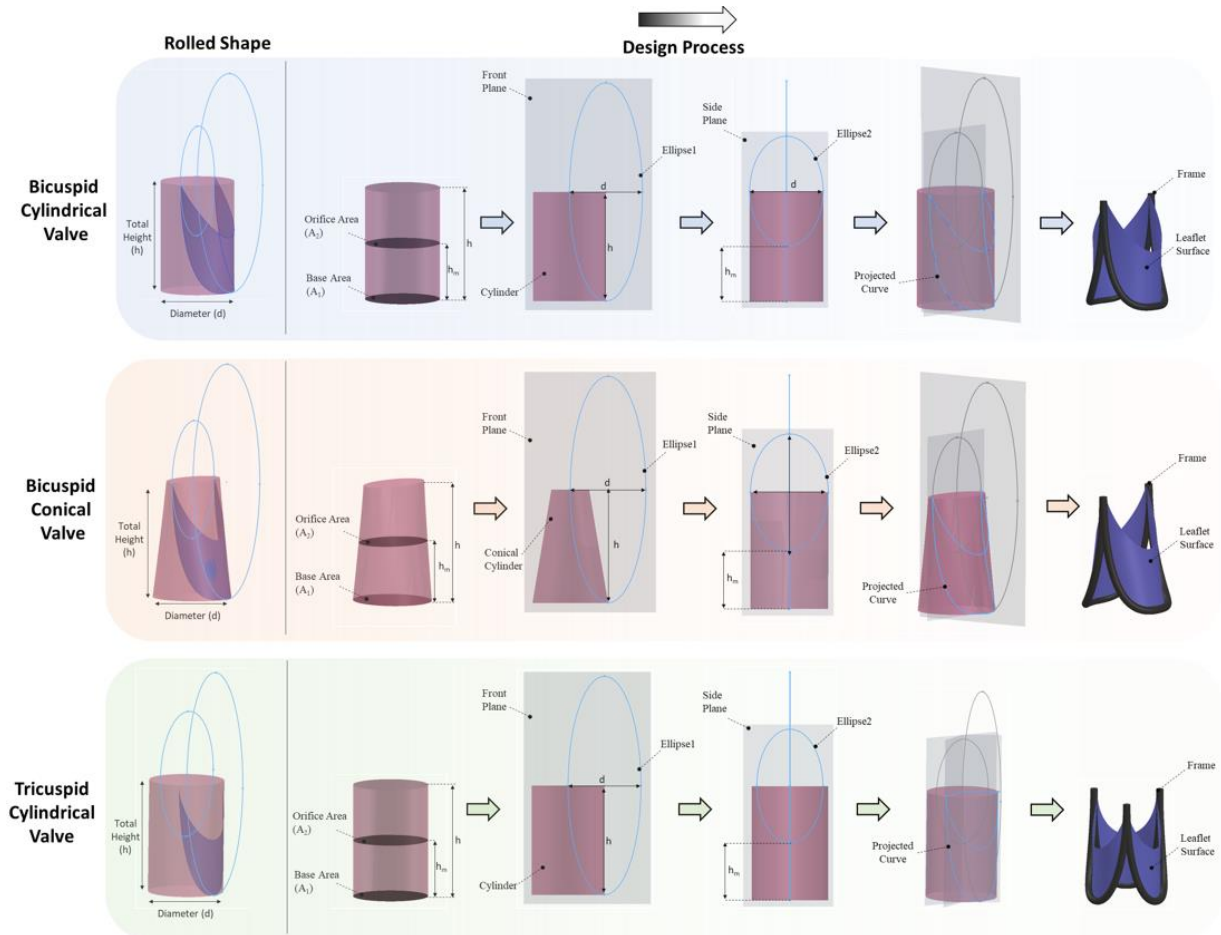 Rolled Shape
Design Process
Bicuspid
Cylindrical
Valve
Total
Height
(h)
Diameter (d)
Orifice Area
(A₂)
Base Area
(A₁)
h
hₘ
Front
Plane
Ellipse1
d
h
Cylinder
Side
Plane
Ellipse2
d
hₘ
Projected
Curve
Frame
Leaflet
Surface
Bicuspid
Conical
Valve
Total
Height
(h)
Diameter (d)
Orifice Area
(A₂)
Base Area
(A₁)
h
hₘ
Front
Plane
Ellipse1
d
h
Conical
Cylinder
Side
Plane
Ellipse2
hₘ
Projected
Curve
Frame
Leaflet
Surface
Tricuspid
Cylindrical
Valve
Total
Height
(h)
Diameter (d)
Orifice Area
(A₂)
Base Area
(A₁)
h
hₘ
Front
Plane
Ellipse1
d
h
Cylinder
Side
Plane
Ellipse2
hₘ
Projected
Curve
Frame
Leaflet
Surface